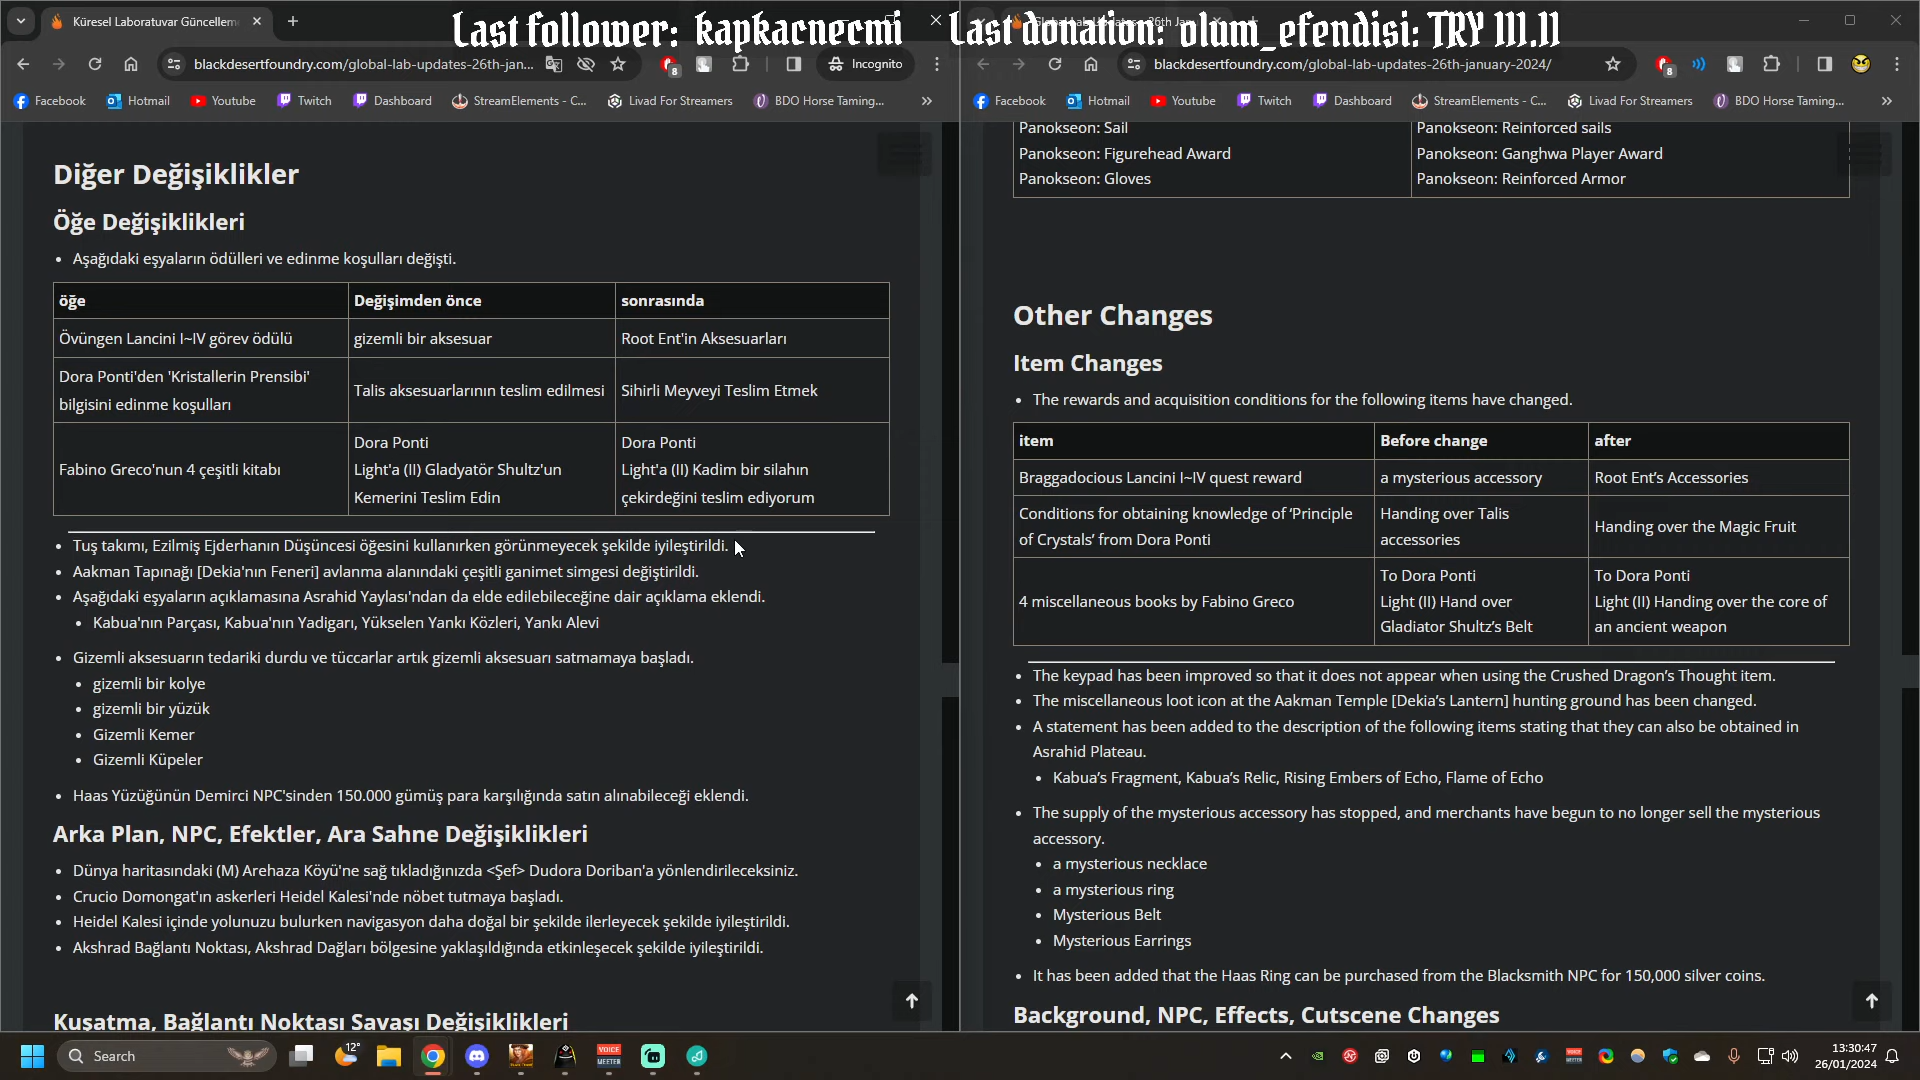 Last follower: kapkacnecmi
Last donation: olum_efendisi: TRY 111.11
Küresel Laboratuvar Güncellem
blackdesertfoundry.com/global-lab-updates-26th-jan...
8
Incognito
Facebook
Hotmail
Youtube
Twitch
Dashboard
StreamElements - C...
Livad For Streamers
BDO Horse Taming...
Diğer Değişiklikler
Öğe Değişiklikleri
Aşağıdaki eşyaların ödülleri ve edinme koşulları değişti.
öğe
Değişimden önce
sonrasında
Övüngen Lancini I~IV görev ödülü
gizemli bir aksesuar
Root Ent'in Aksesuarları
Dora Ponti'den 'Kristallerin Prensibi'
bilgisini edinme koşulları
Talis aksesuarlarının teslim edilmesi
Sihirli Meyveyi Teslim Etmek
Fabino Greco'nun 4 çeşitli kitabı
Dora Ponti
Light'a (II) Gladyatör Shultz'un
Kemerini Teslim Edin
Dora Ponti
Light'a (II) Kadim bir silahın
çekirdeğini teslim ediyorum
Tuş takımı, Ezilmiş Ejderhanın Düşüncesi öğesini kullanırken görünmeyecek şekilde iyileştirildi.
Aakman Tapınağı [Dekia'nın Feneri] avlanma alanındaki çeşitli ganimet simgesi değiştirildi.
Aşağıdaki eşyaların açıklamasına Asrahid Yaylası'ndan da elde edilebileceğine dair açıklama eklendi.
Kabua'nın Parçası, Kabua'nın Yadigarı, Yükselen Yankı Közleri, Yankı Alevi
Gizemli aksesuarın tedariki durdu ve tüccarlar artık gizemli aksesuarı satmamaya başladı.
gizemli bir kolye
gizemli bir yüzük
Gizemli Kemer
Gizemli Küpeler
Haas Yüzüğünün Demirci NPC'sinden 150.000 gümüş para karşılığında satın alınabileceği eklendi.
Arka Plan, NPC, Efektler, Ara Sahne Değişiklikleri
Dünya haritasındaki (M) Arehaza Köyü'ne sağ tıkladığınızda <Şef> Dudora Doriban'a yönlendirileceksiniz.
Crucio Domongat'ın askerleri Heidel Kalesi'nde nöbet tutmaya başladı.
Heidel Kalesi içinde yolunuzu bulurken navigasyon daha doğal bir şekilde ilerleyecek şekilde iyileştirildi.
Akshrad Bağlantı Noktası, Akshrad Dağları bölgesine yaklaşıldığında etkinleşecek şekilde iyileştirildi.
Kuşatma, Bağlantı Noktası Savaşı Değişiklikleri
Global Lab Updates - 26th Jan
blackdesertfoundry.com/global-lab-updates-26th-january-2024/
8
Facebook
Hotmail
Youtube
Twitch
Dashboard
StreamElements - C...
Livad For Streamers
BDO Horse Taming...
Panokseon: Sail
Panokseon: Reinforced sails
Panokseon: Figurehead Award
Panokseon: Ganghwa Player Award
Panokseon: Gloves
Panokseon: Reinforced Armor
Other Changes
Item Changes
The rewards and acquisition conditions for the following items have changed.
item
Before change
after
Braggadocious Lancini I~IV quest reward
a mysterious accessory
Root Ent’s Accessories
Conditions for obtaining knowledge of ‘Principle
of Crystals’ from Dora Ponti
Handing over Talis
accessories
Handing over the Magic Fruit
4 miscellaneous books by Fabino Greco
To Dora Ponti
Light (II) Hand over
Gladiator Shultz’s Belt
To Dora Ponti
Light (II) Handing over the core of
an ancient weapon
The keypad has been improved so that it does not appear when using the Crushed Dragon’s Thought item.
The miscellaneous loot icon at the Aakman Temple [Dekia’s Lantern] hunting ground has been changed.
A statement has been added to the description of the following items stating that they can also be obtained in
Asrahid Plateau.
Kabua’s Fragment, Kabua’s Relic, Rising Embers of Echo, Flame of Echo
The supply of the mysterious accessory has stopped, and merchants have begun to no longer sell the mysterious
accessory.
a mysterious necklace
a mysterious ring
Mysterious Belt
Mysterious Earrings
It has been added that the Haas Ring can be purchased from the Blacksmith NPC for 150,000 silver coins.
Background, NPC, Effects, Cutscene Changes
Search
12°
VOICE
MEETER
13:30:47
26/01/2024